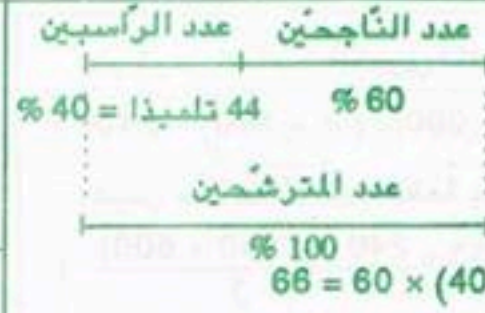 عدد النّاجحين عدد الرّاسبين
60 % 44 تلميذا = 40 %
عدد المترشّحين
100 %
66 = 60 × (40